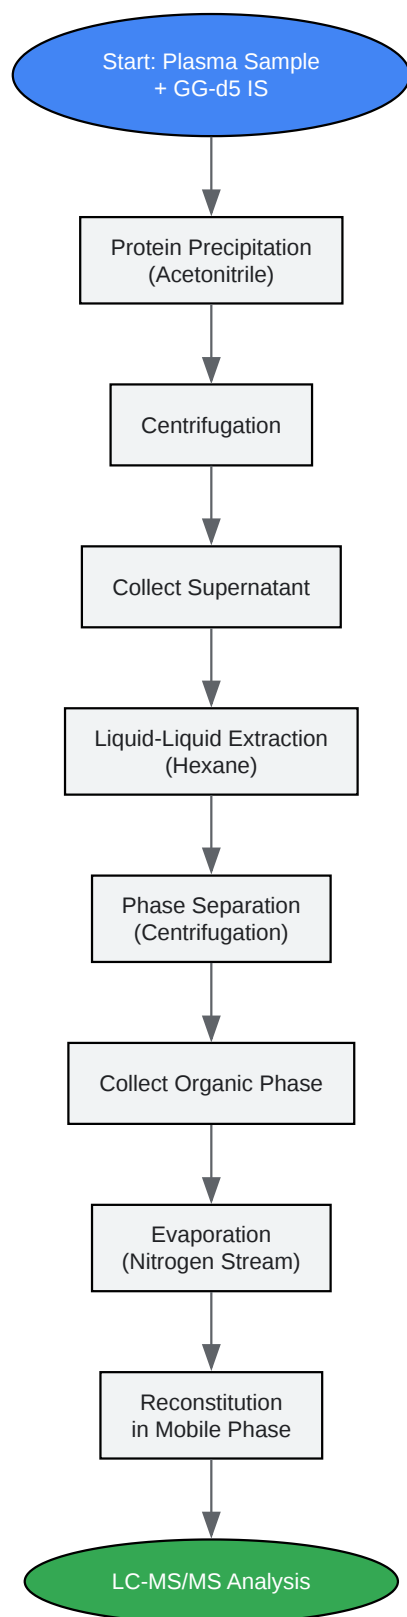 Start: Plasma Sample
+ GG-d5 IS
Protein Precipitation
(Acetonitrile)
Centrifugation
Collect Supernatant
Liquid-Liquid Extraction
(Hexane)
Phase Separation
(Centrifugation)
Collect Organic Phase
Evaporation
(Nitrogen Stream)
Reconstitution
in Mobile Phase
LC-MS/MS Analysis